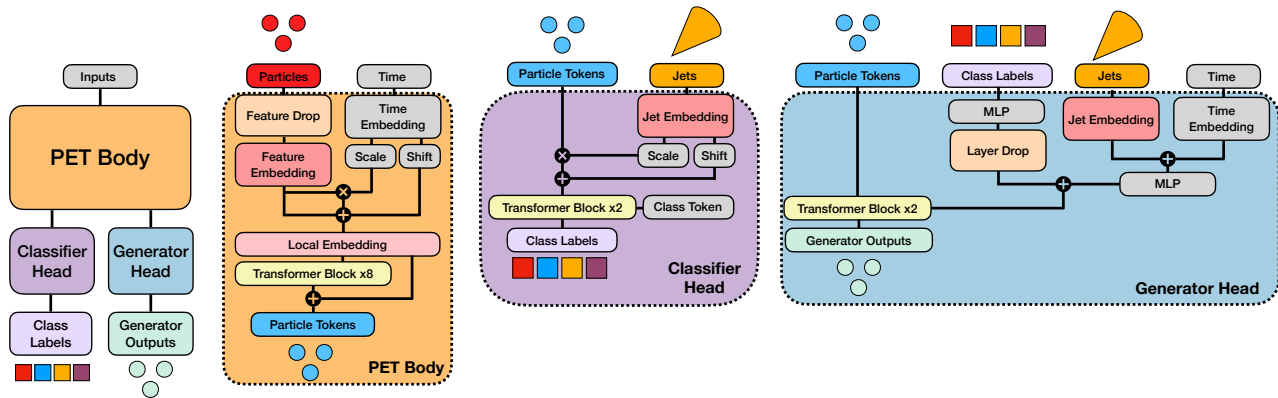 Inputs
PET Body
Classifier
Head
Generator
Head
Class
Labels
Generator
Outputs
Particles
Time
Feature Drop
Time
Embedding
Feature
Embedding
Scale
Shift
Local Embedding
Transformer Block x8
Particle Tokens
PET Body
Particle Tokens
Jets
Jet Embedding
Scale
Shift
Transformer Block x2
Class Token
Class Labels
Classifier
Head
Particle Tokens
Class Labels
Jets
Time
MLP
Jet Embedding
Time
Embedding
Layer Drop
MLP
Transformer Block x2
Generator Outputs
Generator Head